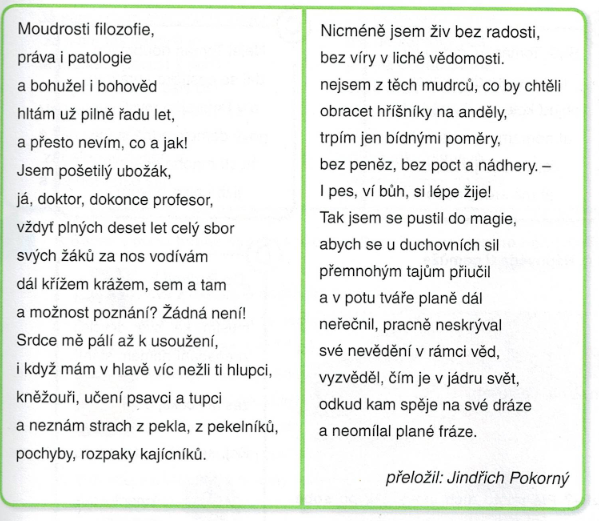 Moudrosti filozofie,
práva i patologie
a bohužel i bohověd
hltám už pilně řadu let,
a přesto nevím, co a jak!
Jsem pošetilý ubožák,
já, doktor, dokonce profesor,
vždyť plných deset let celý sbor
svých žáků za nos vodívám
dál křížem krážem, sem a tam
a možnost poznání? Žádná není!
Srdce mě pálí až k usoužení,
i když mám v hlavě víc nežli ti hlupci,
kněžouři, učení psavci a tupci
a neznám strach z pekla, z pekelníků,
pochyby, rozpaky kajícníků.
Nicméně jsem živ bez radosti,
bez víry v liché vědomosti.
nejsem z těch mudrců, co by chtěli
obracet hříšníky na anděly,
trpím jen bídnými poměry,
bez peněz, bez poct a nádhery. –
I pes, ví bůh, si lépe žije!
Tak jsem se pustil do magie,
abych se u duchovních sil
přemnohým tajům přiučil
a v potu tváře planě dál
neřečnil, pracně neskrýval
své nevědění v rámci věd,
vyzvěděl, čím je v jádru svět,
odkud kam spěje na své dráze
a neomílal plané fráze.
přeložil: Jindřich Pokorný